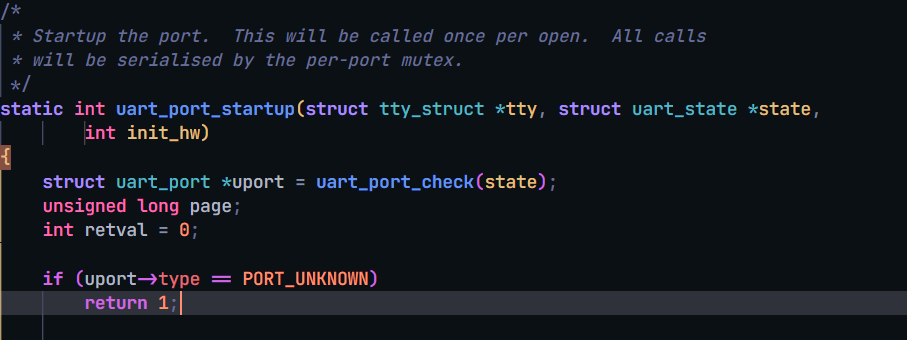 /*
 * Startup the port.  This will be called once per open.  All calls
 * will be serialised by the per-port mutex.
 */
static int uart_port_startup(struct tty_struct *tty, struct uart_state *state,
        int init_hw)
{
    struct uart_port *uport = uart_port_check(state);
    unsigned long page;
    int retval = 0;

    if (uport->type == PORT_UNKNOWN)
        return 1;